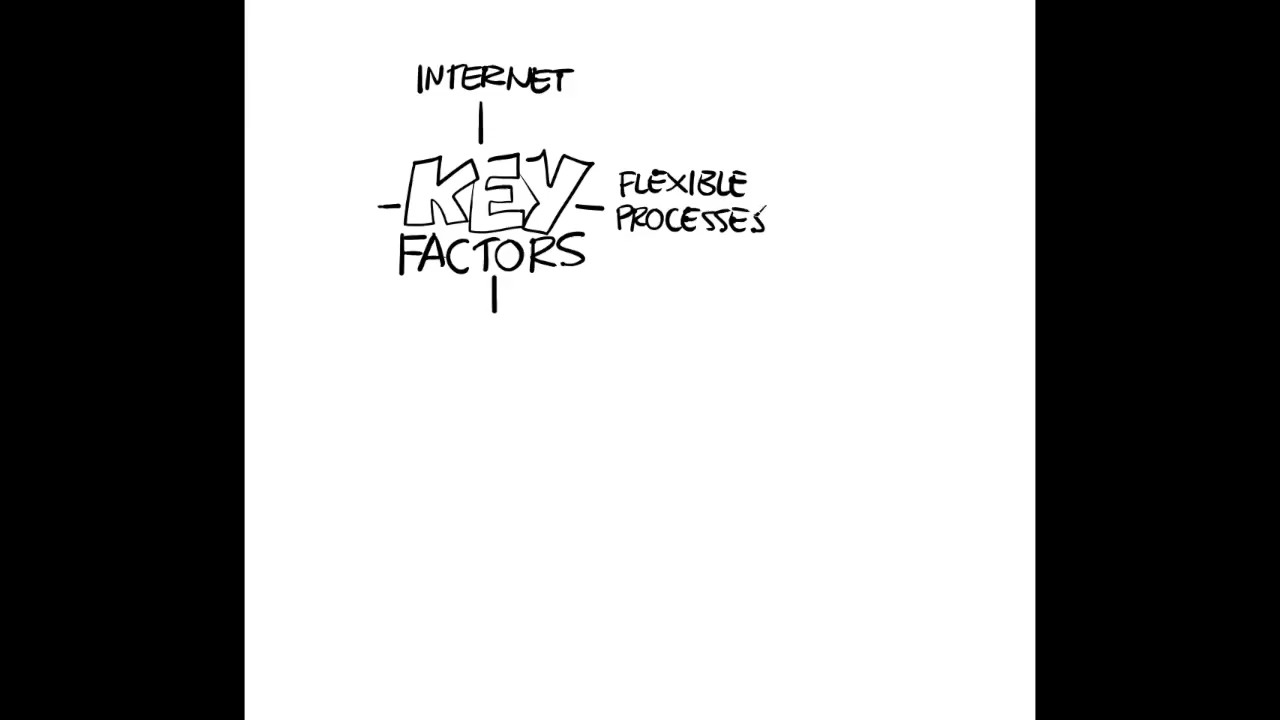 INTERNET
KEY
FACTORS
FLEXIBLE
PROCESSES